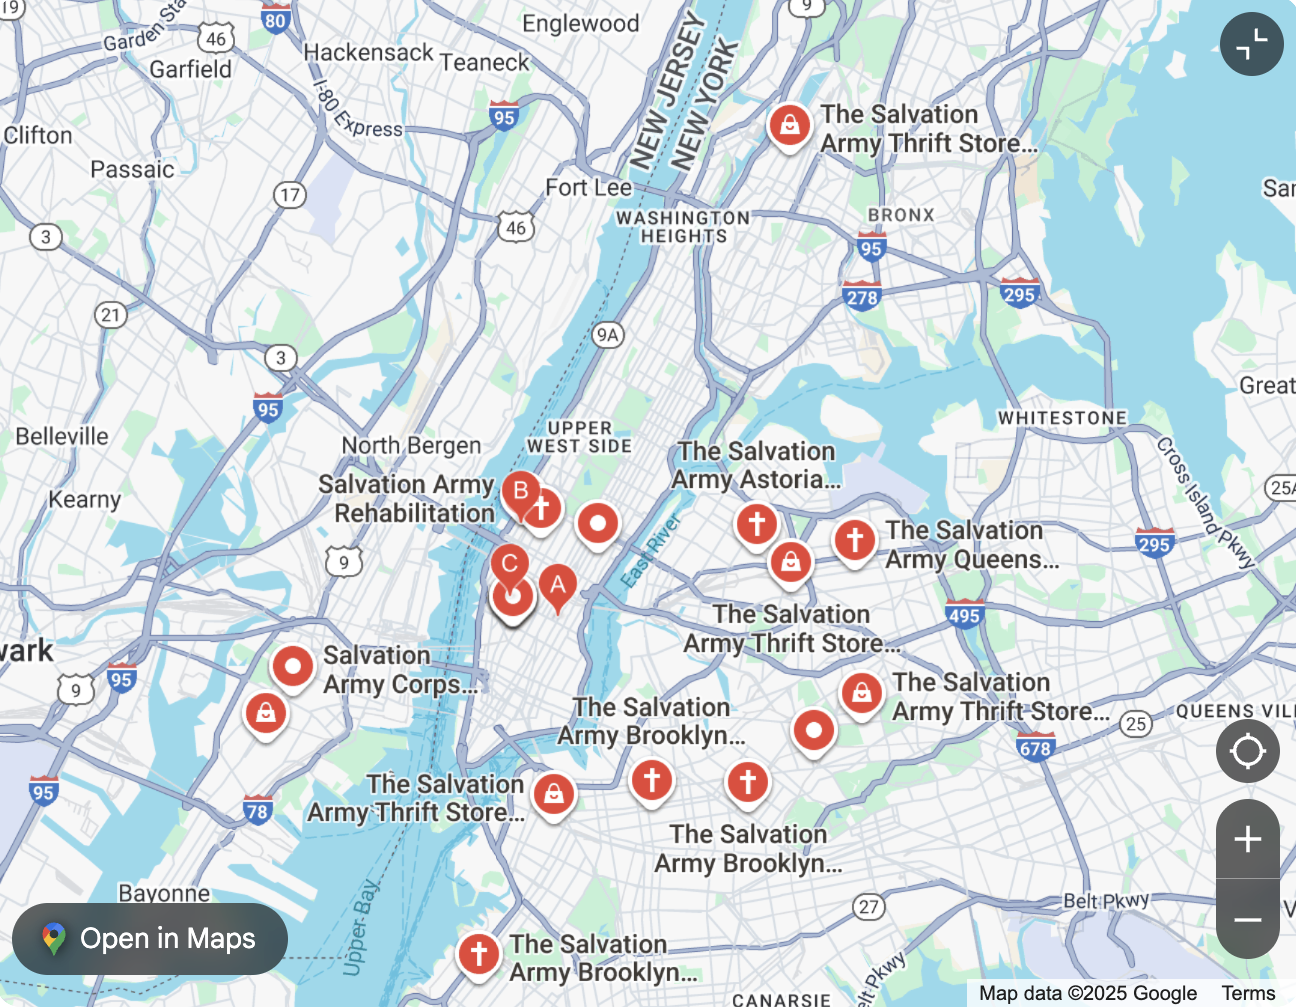 19
Garden Sta
80
46
Garfield
Hackensack
Teaneck
Englewood
9
I-80 Express
95
NEW JERSEY
NEW YORK
The Salvation
Army Thrift Store...
Clifton
Passaic
17
Fort Lee
46
WASHINGTON
HEIGHTS
BRONX
San
3
95
278
295
21
9A
3
95
Great
Belleville
North Bergen
UPPER
WEST SIDE
WHITESTONE
Cross Island Pkwy
The Salvation
Army Astoria...
Kearny
Salvation Army
Rehabilitation
B
25A
East River
The Salvation
Army Queens...
295
9
C
A
The Salvation
Army Thrift Store...
495
wark
95
9
Salvation
Army Corps...
The Salvation
Army Thrift Store...
25
QUEENS VILL
The Salvation
Army Brooklyn...
678
95
78
The Salvation
Army Thrift Store...
The Salvation
Army Brooklyn...
Bayonne
Upper Bay
27
Belt Pkwy
V
Open in Maps
The Salvation
Army Brooklyn...
elt Pkwy
CANARSIE
Map data ©2025 Google
Terms